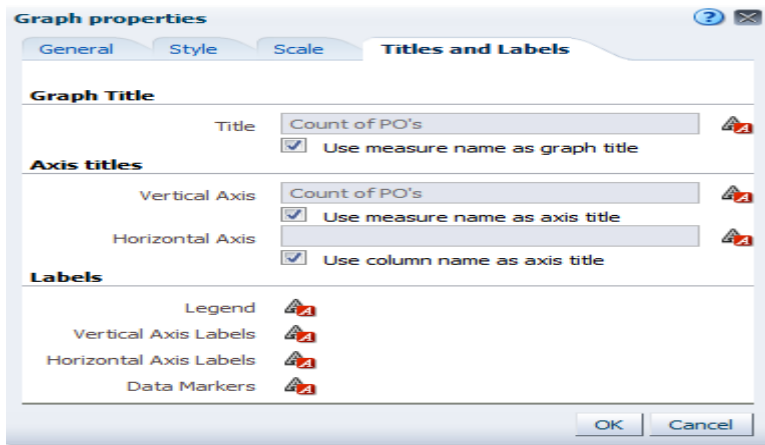 Graph properties
?
General Style Scale Titles and Labels
Graph Title
Title Count of PO's
Use measure name as graph title
Axis titles
Vertical Axis Count of PO's
Use measure name as axis title
Horizontal Axis
Use column name as axis title
Labels
Legend
Vertical Axis Labels
Horizontal Axis Labels
Data Markers
OK Cancel